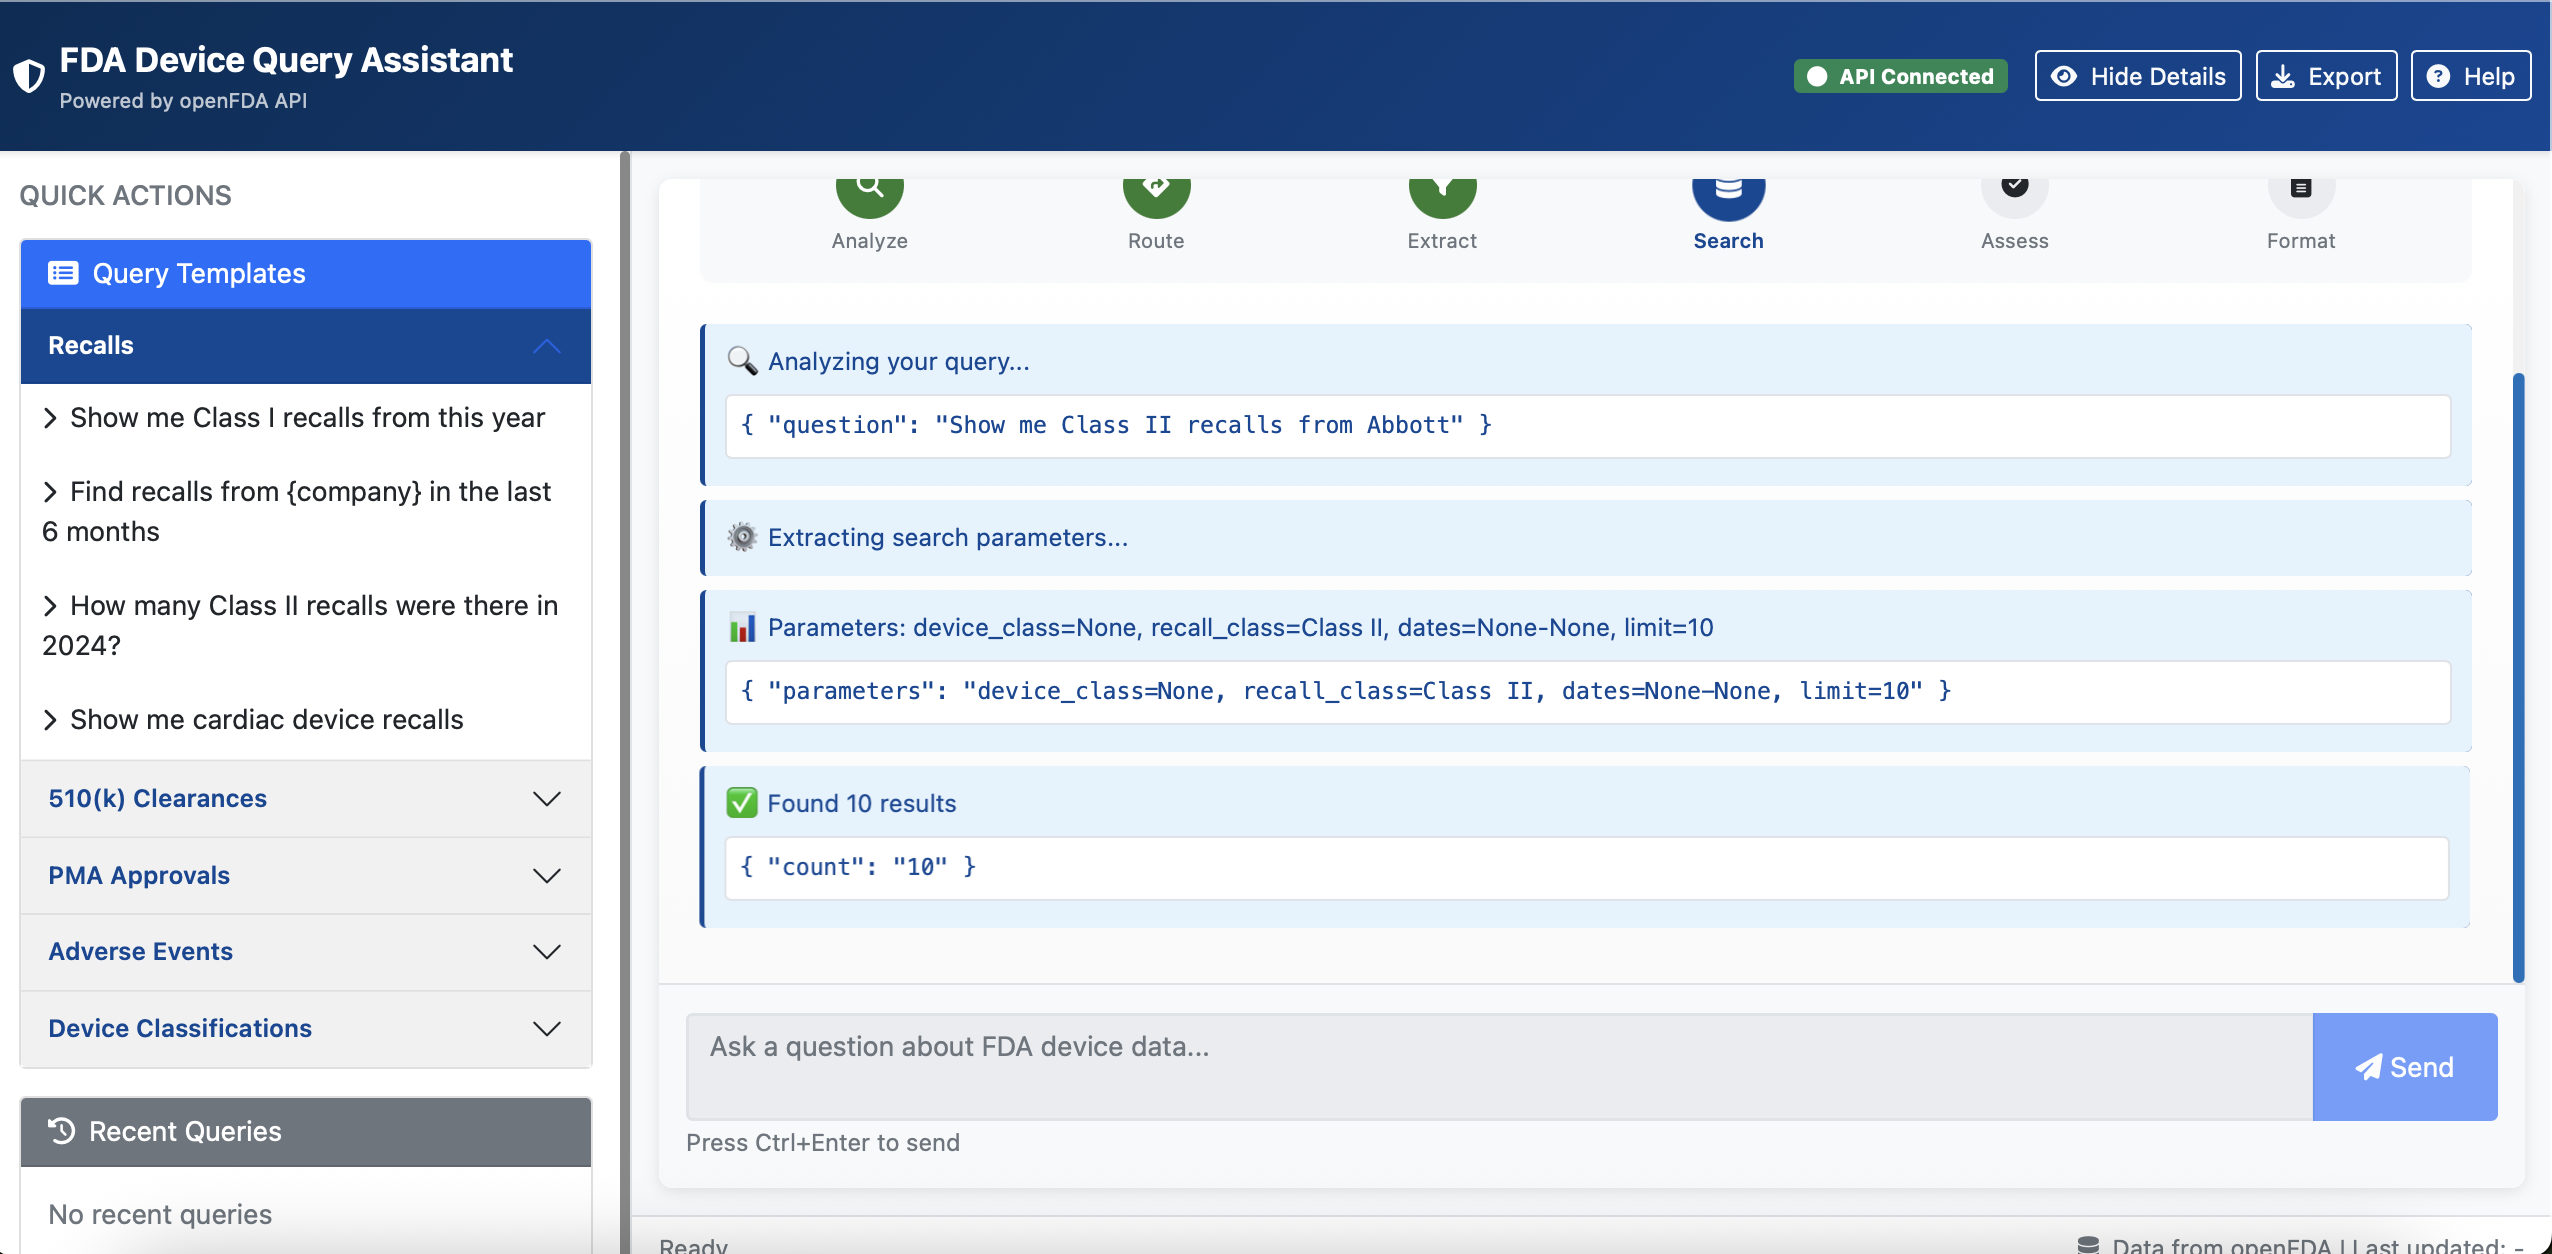 FDA Device Query Assistant
Powered by openFDA API
API Connected
Hide Details
Export
Help
QUICK ACTIONS
Query Templates
Recalls
Show me Class I recalls from this year
Find recalls from {company} in the last
6 months
How many Class II recalls were there in
2024?
Show me cardiac device recalls
510(k) Clearances
PMA Approvals
Adverse Events
Device Classifications
Recent Queries
No recent queries
Analyze
Route
Extract
Search
Assess
Format
Analyzing your query...
{ "question": "Show me Class II recalls from Abbott" }
Extracting search parameters...
Parameters: device_class=None, recall_class=Class II, dates=None-None, limit=10
{ "parameters": "device_class=None, recall_class=Class II, dates=None-None, limit=10" }
Found 10 results
{ "count": "10" }
Ask a question about FDA device data...
Send
Press Ctrl+Enter to send
Ready
Data from openFDA | Last updated: -